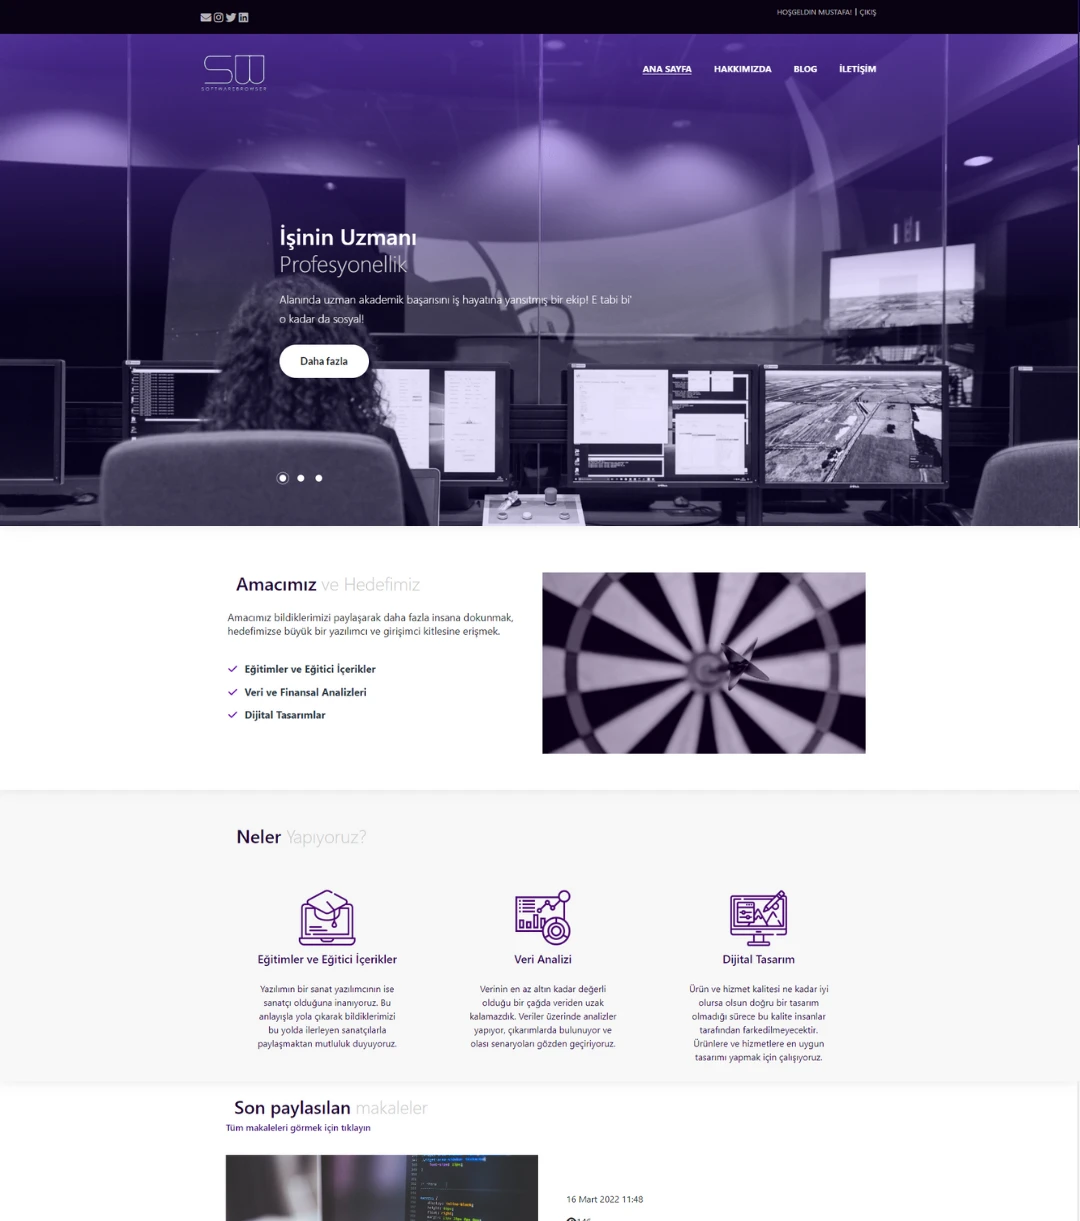 HOŞGELDIN MUSTAFA! | ÇIKIŞ
SW
SOFTWAREBROWSER
ANA SAYFA HAKKIMIZDA BLOG İLETİŞİM
İşinin Uzmanı
Profesyonellik
Alanında uzman akademik başarısını iş hayatına yansıtmış bir ekip! E tabi bi'
o kadar da sosyal!
Daha fazla
Amacımız ve Hedefimiz
Amacımız bildiklerimizi paylaşarak daha fazla insana dokunmak,
hedefimizse büyük bir yazılımcı ve girişimci kitlesine erişmek.
Eğitimler ve Eğitici İçerikler
Veri ve Finansal Analizleri
Dijital Tasarımlar
Neler Yapıyoruz?
Eğitimler ve Eğitici İçerikler
Yazılımın bir sanat yazılımcının ise
sanatçı olduğuna inanıyoruz. Bu
anlayışla yola çıkarak bildiklerimizi
bu yolda ilerleyen sanatçılarla
paylaşmaktan mutluluk duyuyoruz.
Veri Analizi
Verinin en az altın kadar değerli
olduğu bir çağda veriden uzak
kalamazdık. Veriler üzerinde analizler
yapıyor, çıkarımlarda bulunuyor ve
olası senaryoları gözden geçiriyoruz.
Dijital Tasarım
Ürün ve hizmet kalitesi ne kadar iyi
olursa olsun doğru bir tasarım
olmadığı sürece bu kalite insanlar
tarafından farkedilmeyecektir.
Ürünlere ve hizmetlere en uygun
tasarımı yapmak için çalışıyoruz.
Son paylaşılan makaleler
Tüm makaleleri görmek için tıklayın
16 Mart 2022 11:48